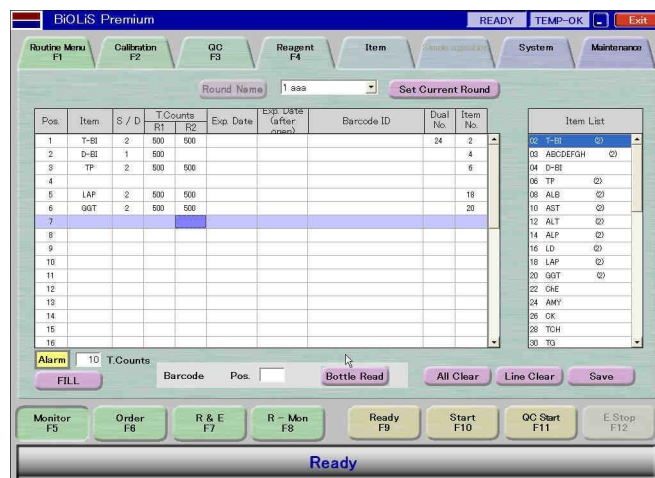 BiOLiS Premium READY TEMP-OK Exit
Routine Menu F1 Calibration F2 QC F3 Reagent F4 Item System Maintenance
Round Name 1 aaa Set Current Round
Pos. Item S / D T.Counts R1 R2 Exp. Date Exp. Date (after open) Barcode ID Dual No. Item No.
1 T-BI 2 500 500 24 2
2 D-BI 1 500 4
3 TP 2 500 500 6
4
5 LAP 2 500 500 18
6 GGT 2 500 500 20
7
8
9
10
11
12
13
14
15
16
Item List
02 T-BI (2)
03 ABCDEFGH (2)
04 D-BI
06 TP (2)
08 ALB (2)
10 AST (2)
12 ALT (2)
14 ALP (2)
16 LD (2)
18 LAP (2)
20 GGT (2)
22 ChE
24 AMY
26 CK
28 TCH
30 TG
Alarm 10 T.Counts
FILL Barcode Pos. Bottle Read All Clear Line Clear Save
Monitor F5 Order F6 R & E F7 R - Mon F8 Ready F9 Start F10 QC Start F11 E.Stop F12
Ready